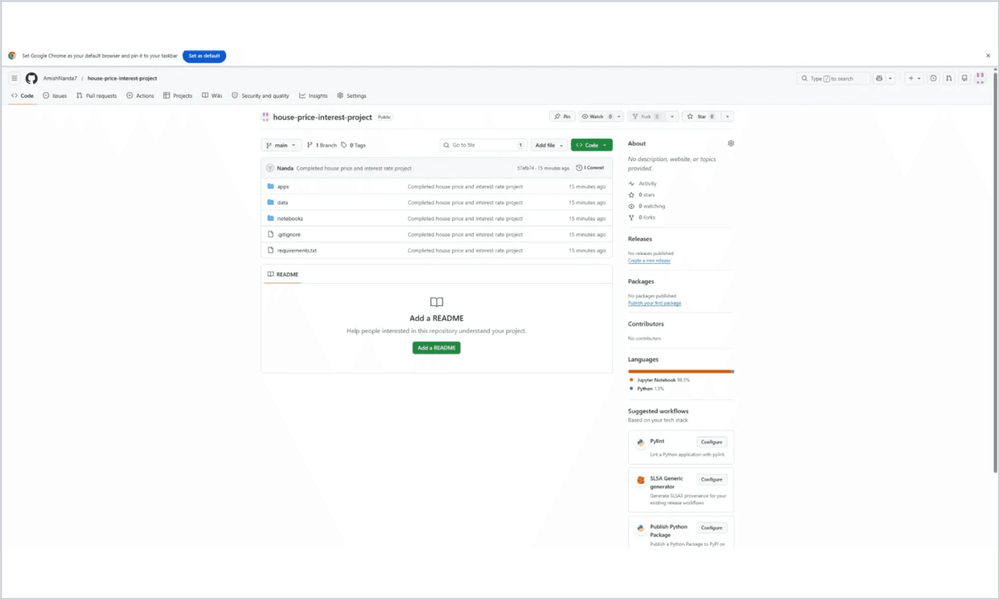 Set Google Chrome as your default browser and pin it to your taskbar Set as default
AmishNanda7 / house-price-interest-project
Type / to search
Code Issues Pull requests Actions Projects Wiki Security and quality Insights Settings
house-price-interest-project Public
Pin Watch 0 Fork 0 Star 0
main 1 Branch 0 Tags Go to file t Add file Code
Nanda Completed house price and interest rate project 15 minutes ago 1 Commit
apps Completed house price and interest rate project 15 minutes ago
data Completed house price and interest rate project 15 minutes ago
notebooks Completed house price and interest rate project 15 minutes ago
.gitignore Completed house price and interest rate project 15 minutes ago
requirements.txt Completed house price and interest rate project 15 minutes ago
README
Add a README
Help people interested in this repository understand your project.
Add a README
About
No description, website, or topics
provided.
Activity
0 stars
0 watching
0 forks
Releases
No releases published
Create a new release
Packages
No packages published
Publish your first package
Contributors
No contributors
Languages
Jupyter Notebook 98.5%
Python 1.5%
Suggested workflows
Based on your tech stack
Pylint Configure
Lint a Python application with pylint.
SLSA Generic
generator Configure
Generate SLSA3 provenance for your
existing release workflows
Publish Python
Package Configure
Publish a Python Package to PyPI on